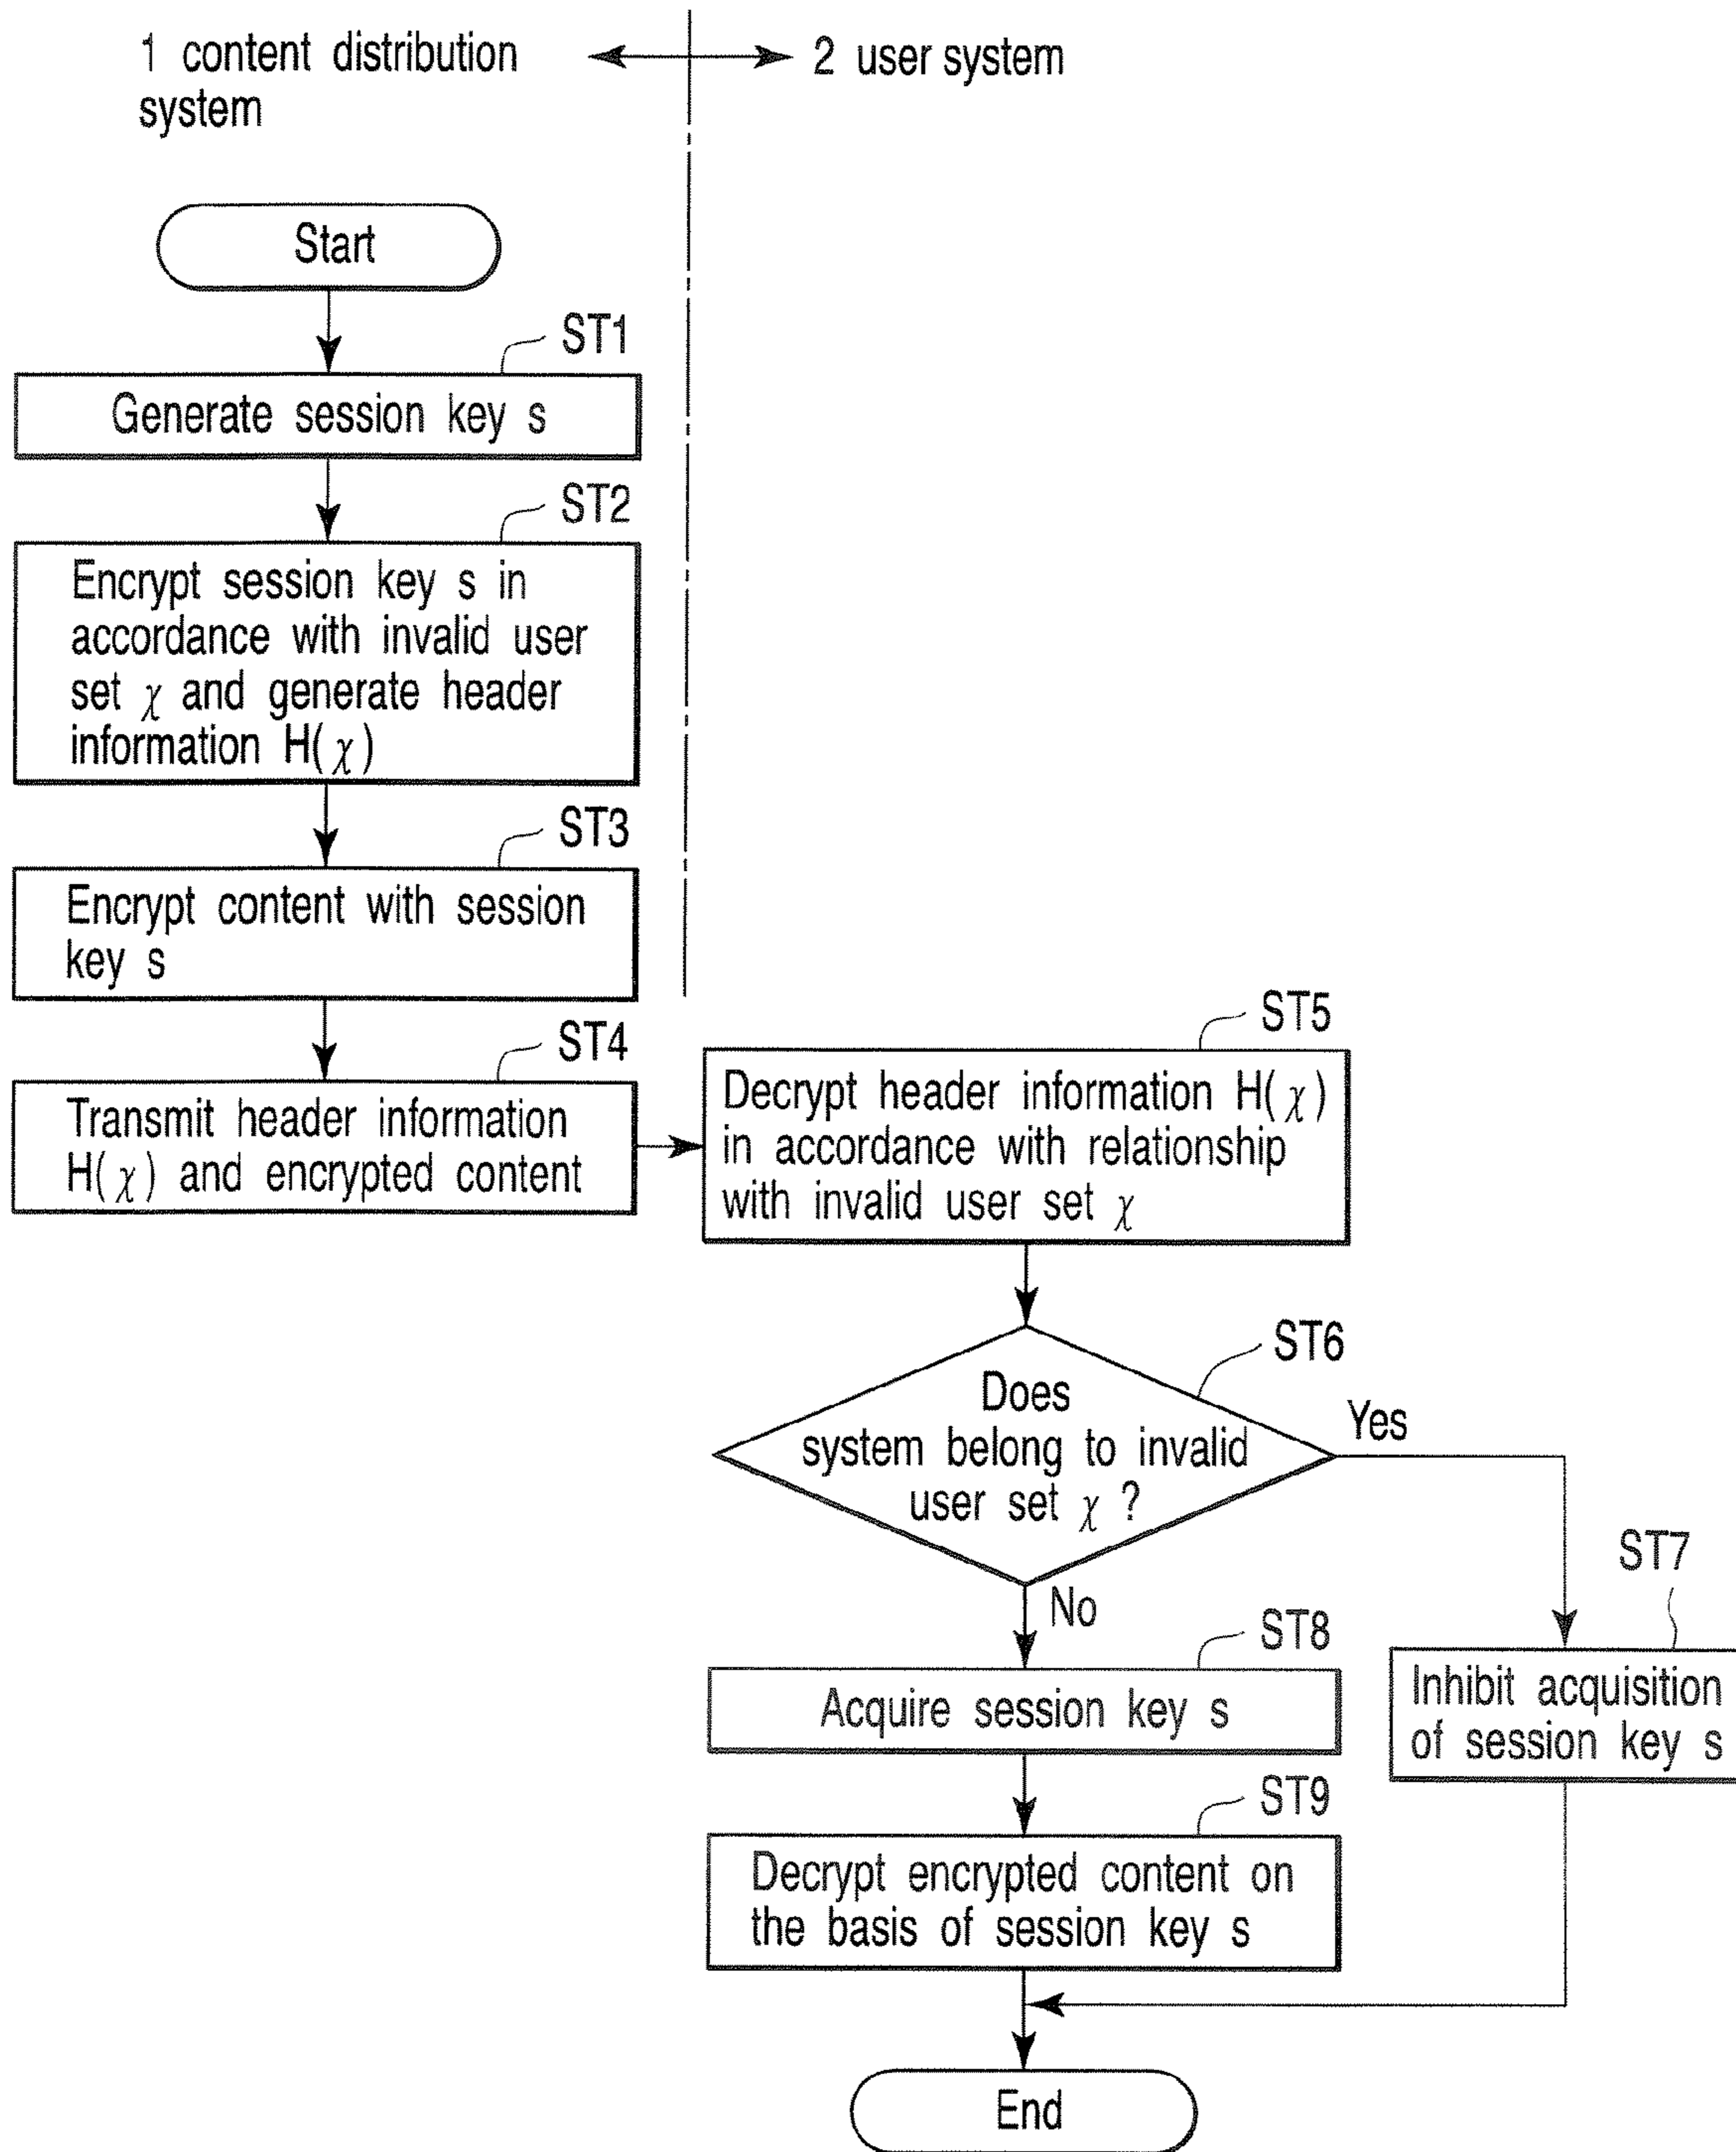 1 content distribution
system
2 user system
Start
ST1
Generate session key s
ST2
Encrypt session key s in
accordance with invalid user
set χ and generate header
information H(χ)
ST3
Encrypt content with session
key s
ST4
Transmit header information
H(χ) and encrypted content
ST5
Decrypt header information H(χ)
in accordance with relationship
with invalid user set χ
ST6
Does
system belong to invalid
user set χ ?
Yes
No
ST7
Inhibit acquisition
of session key s
ST8
Acquire session key s
ST9
Decrypt encrypted content on
the basis of session key s
End